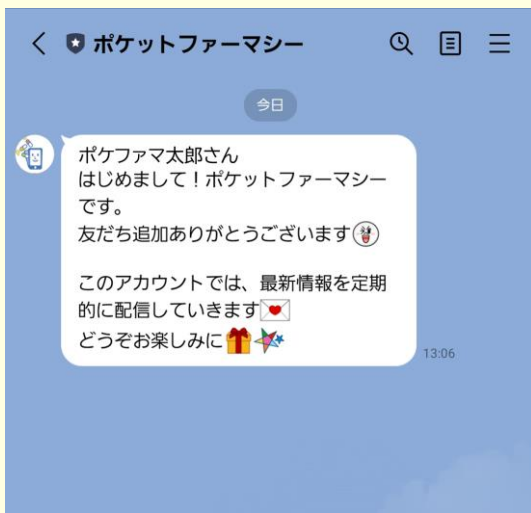 ポケットファーマシー
今日
ポケファマ太郎さん
はじめまして！ポケットファーマシー
です。
友だち追加ありがとうございます
このアカウントでは、最新情報を定期
的に配信していきます
どうぞお楽しみに
13:06